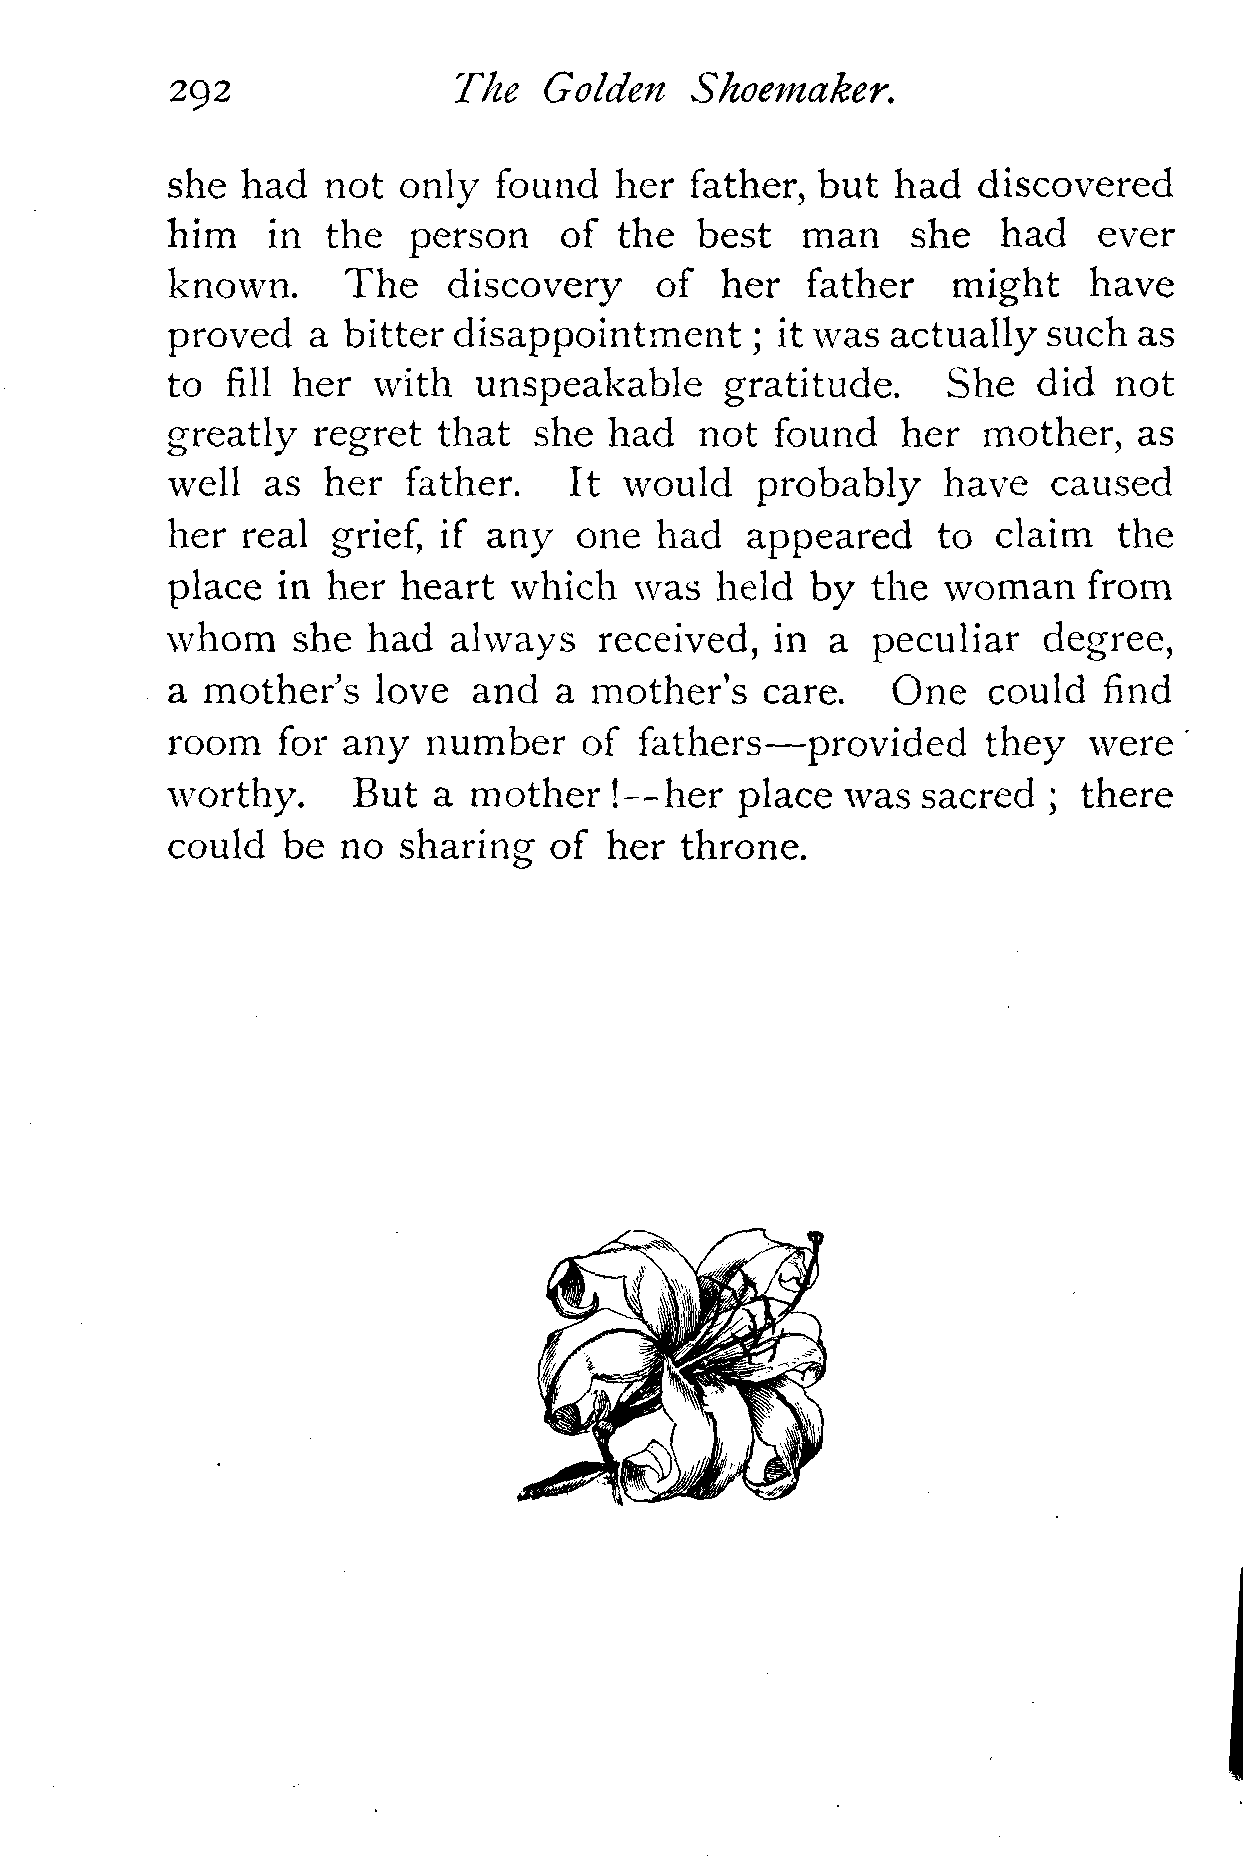 292 The Golden Shoemaker.
she had not only found her father, but had discovered
him in the person of the best man she had ever
known. The discovery of her father might have
proved a bitter disappointment ; it was actually such as
to fill her with unspeakable gratitude. She did not
greatly regret that she had not found her mother, as
well as her father. It would probably have caused
her real grief, if any one had appeared to claim the
place in her heart which was held by the woman from
whom she had always received, in a peculiar degree,
a mother's love and a mother's care. One could find
room for any number of fathers—provided they were
worthy. But a mother !--her place was sacred ; there
could be no sharing of her throne.